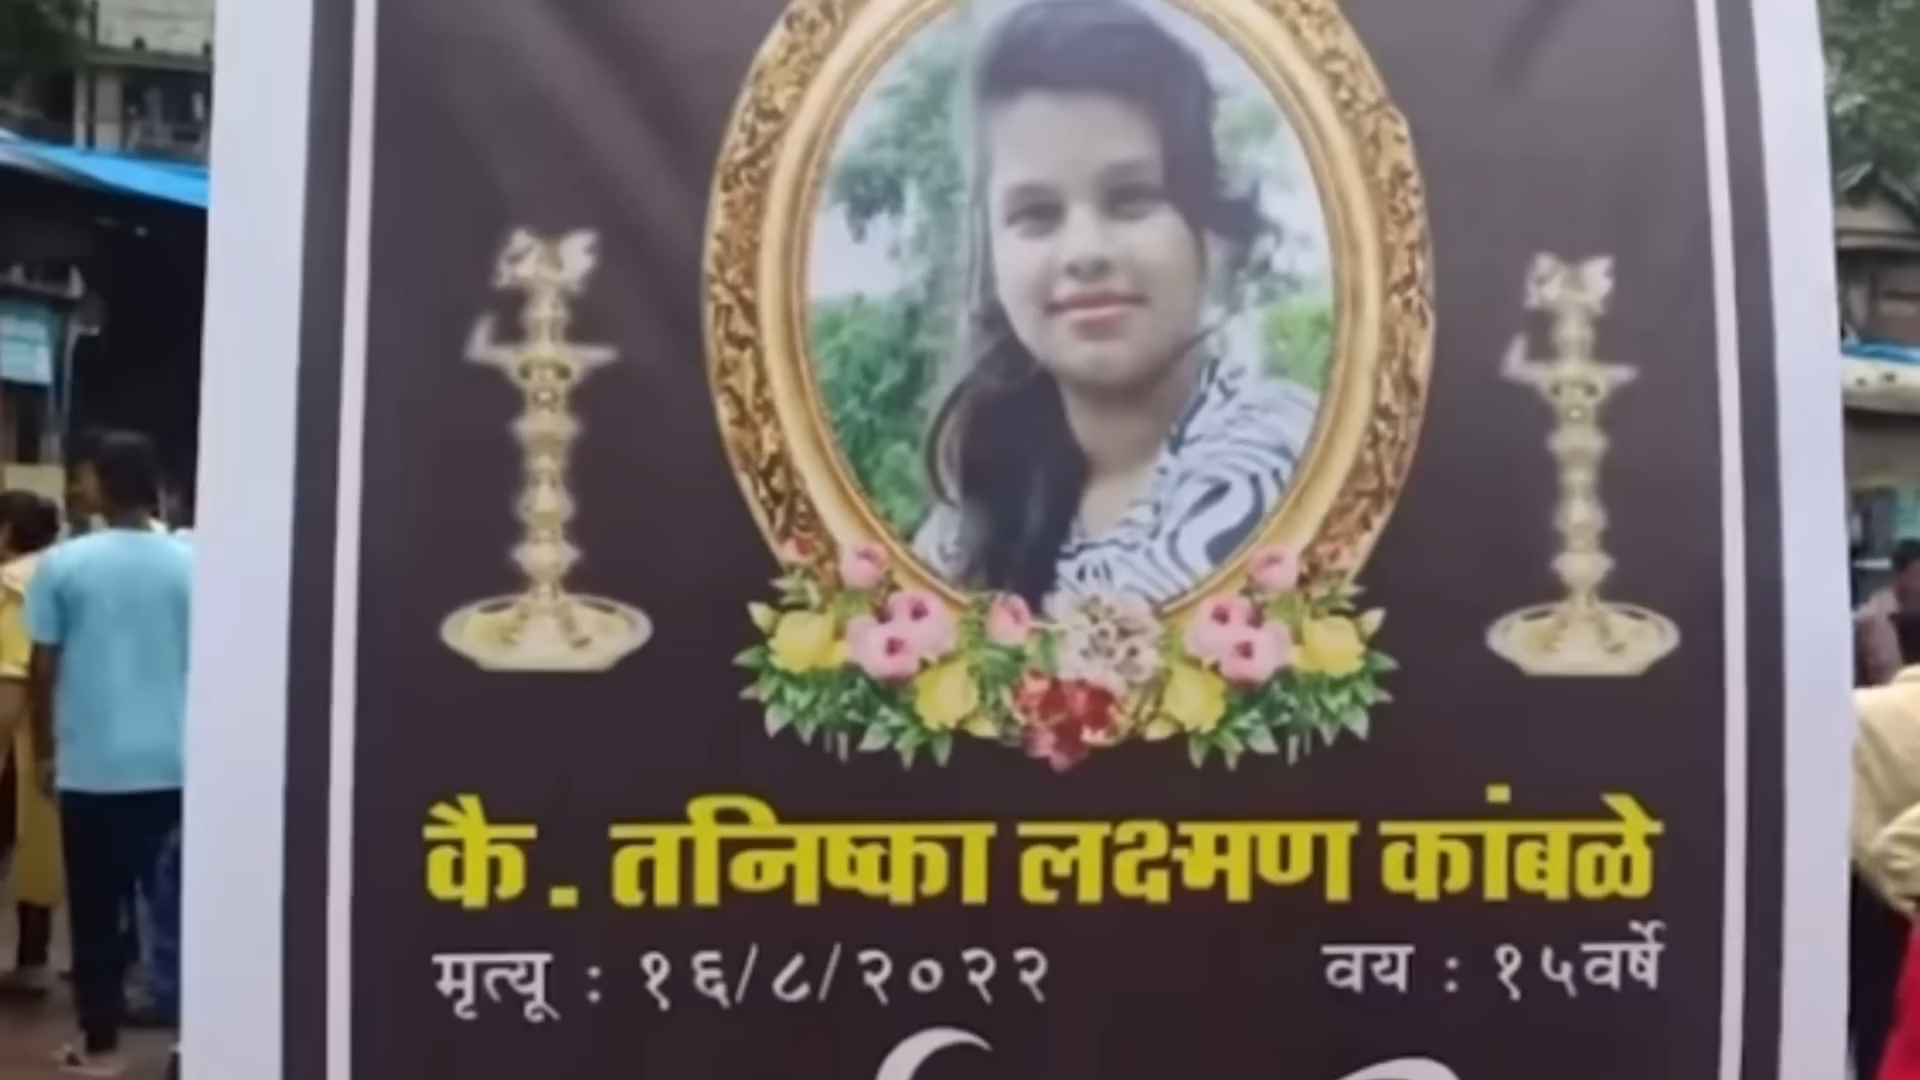 कै. तनिष्का लक्ष्मण कांबळे
मृत्यू : १६/८/२०२२ वय : १५वर्षे